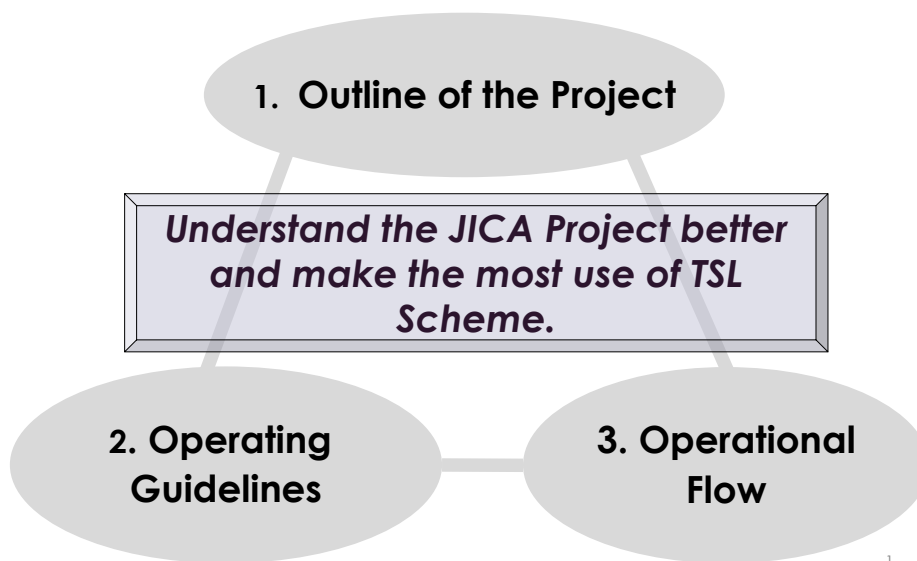 1. Outline of the Project
Understand the JICA Project better
and make the most use of TSL
Scheme.
2. Operating
Guidelines
3. Operational
Flow
1